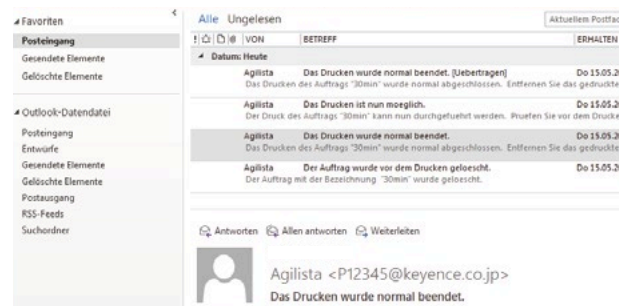 Favoriten
Posteingang
Gesendete Elemente
Gelöschte Elemente
Outlook-Datendatei
Posteingang
Entwürfe
Gesendete Elemente
Gelöschte Elemente
Postausgang
RSS-Feeds
Suchordner
Alle Ungelesen
Aktuellem Postfac
VON BETREFF ERHALTEN
Datum: Heute
Agilista Das Drucken wurde normal beendet. [Uebertragen] Do 15.05.20
Das Drucken des Auftrags "30min" wurde normal abgeschlossen. Entfernen Sie das gedruckte
Agilista Das Drucken ist nun moeglich. Do 15.05.20
Der Druck des Auftrags "30min" kann nun durchgefuehrt werden. Pruefen Sie vor dem Drucke
Agilista Das Drucken wurde normal beendet. Do 15.05.20
Das Drucken des Auftrags "30min" wurde normal abgeschlossen. Entfernen Sie das gedruckte
Agilista Der Auftrag wurde vor dem Drucken geloescht. Do 15.05.20
Der Auftrag mit der Bezeichnung "30min" wurde geloescht.
Antworten Allen antworten Weiterleiten
Agilista <P12345@keyence.co.jp>
Das Drucken wurde normal beendet.